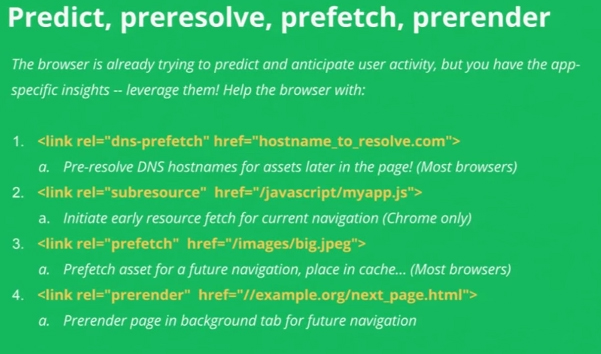 Predict, preresolve, prefetch, prerender
The browser is already trying to predict and anticipate user activity, but you have the app-
specific insights -- leverage them! Help the browser with:
1. <link rel="dns-prefetch" href="hostname_to_resolve.com">
a. Pre-resolve DNS hostnames for assets later in the page! (Most browsers)
2. <link rel="subresource" href="/javascript/myapp.js">
a. Initiate early resource fetch for current navigation (Chrome only)
3. <link rel="prefetch" href="/images/big.jpeg">
a. Prefetch asset for a future navigation, place in cache... (Most browsers)
4. <link rel="prerender" href="//example.org/next_page.html">
a. Prerender page in background tab for future navigation